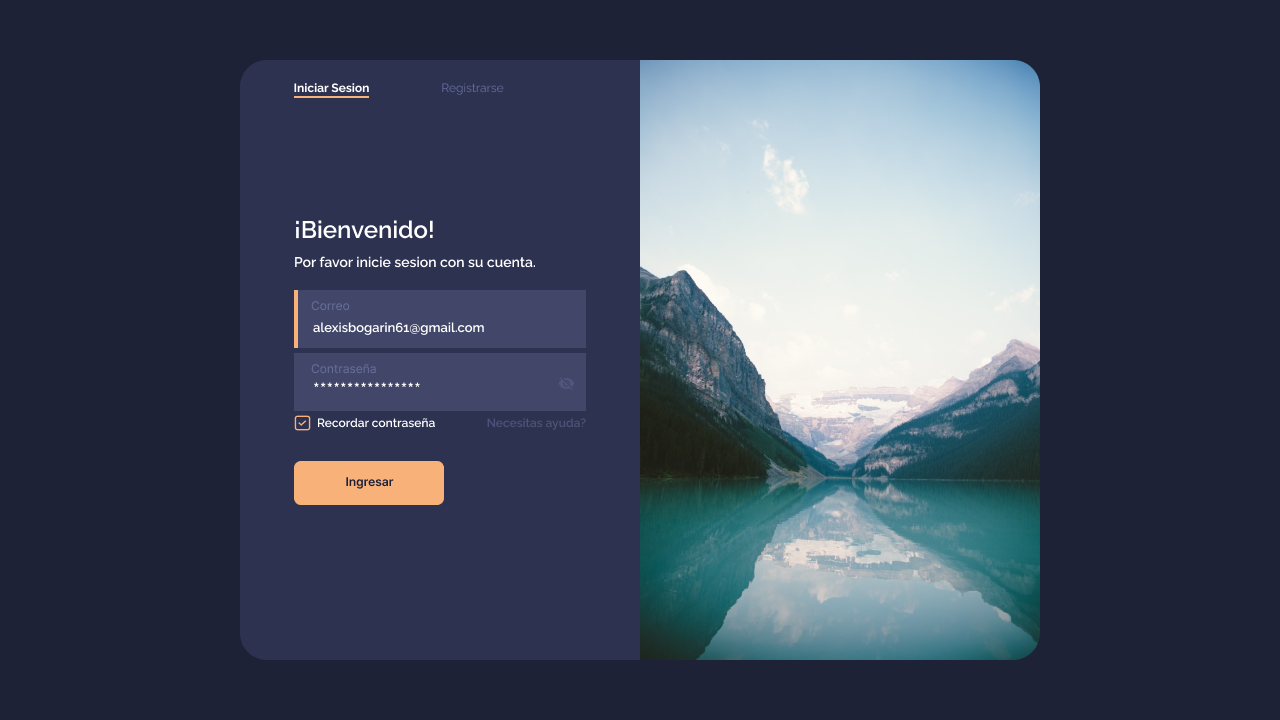 Iniciar Sesion
Registrarse
¡Bienvenido!
Por favor inicie sesion con su cuenta.
Correo
alexisbogarin61@gmail.com
Contraseña
****************
Recordar contraseña
Necesitas ayuda?
Ingresar